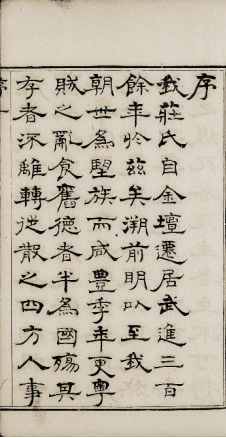 序
我莊氏自金壇遷居武進三百
餘年於茲矣溯前明以至我
朝世為望族而咸豊季年更粵
賊之亂食舊德者半為國殤其
存者流離轉徙散之四方人事